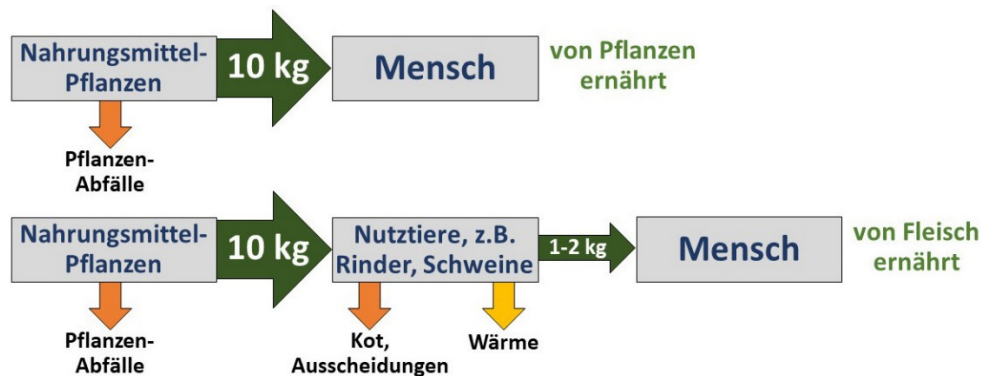 Nahrungsmittel-
Pflanzen
10 kg
Mensch
von Pflanzen
ernährt
Pflanzen-
Abfälle
Nahrungsmittel-
Pflanzen
10 kg
Nutztiere, z.B.
Rinder, Schweine
1-2 kg
Mensch
von Fleisch
ernährt
Pflanzen-
Abfälle
Kot,
Ausscheidungen
Wärme